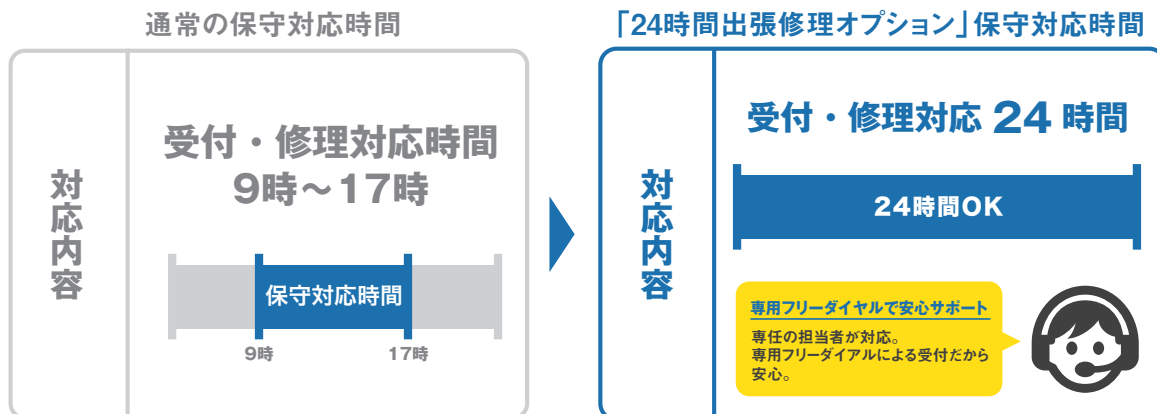 通常の保守対応時間
対応内容
受付・修理対応時間
9時～17時
保守対応時間
9時
17時
「24時間出張修理オプション」保守対応時間
対応内容
受付・修理対応 24 時間
24時間OK
専用フリーダイヤルで安心サポート
専任の担当者が対応。
専用フリーダイアルによる受付だから
安心。